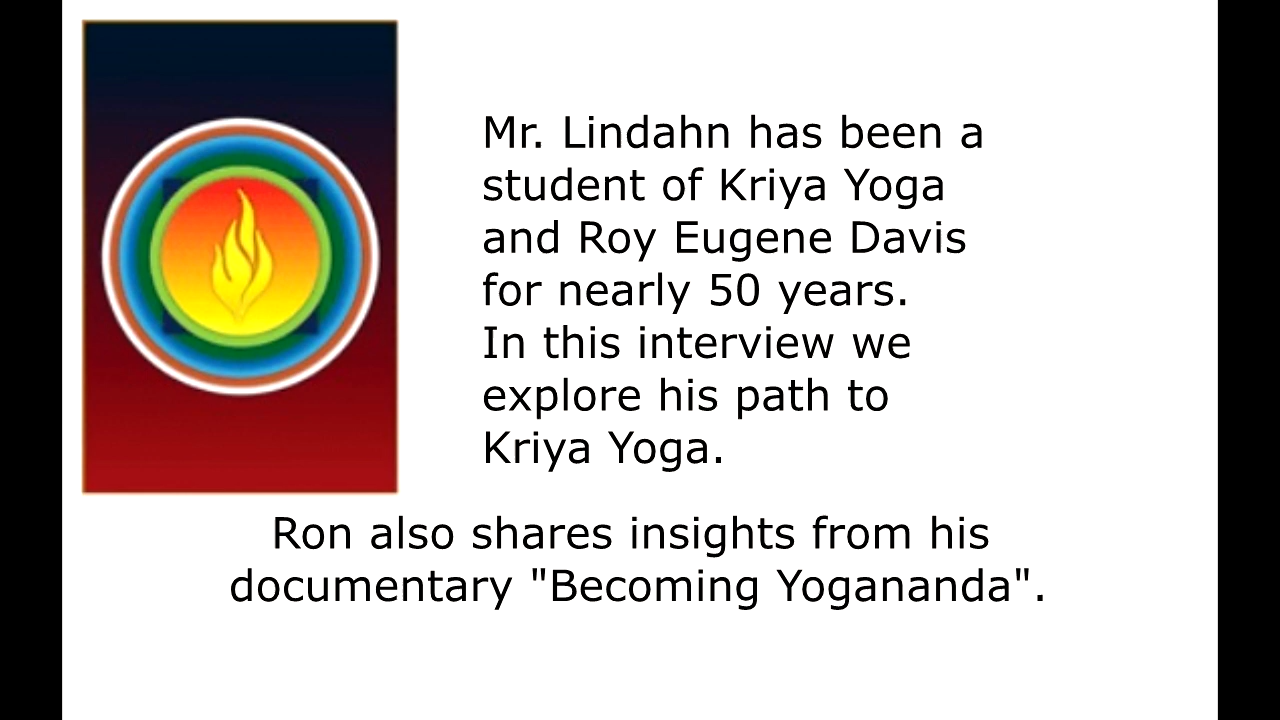 Mr. Lindahn has been a
student of Kriya Yoga
and Roy Eugene Davis
for nearly 50 years.
In this interview we
explore his path to
Kriya Yoga.
Ron also shares insights from his
documentary "Becoming Yogananda".